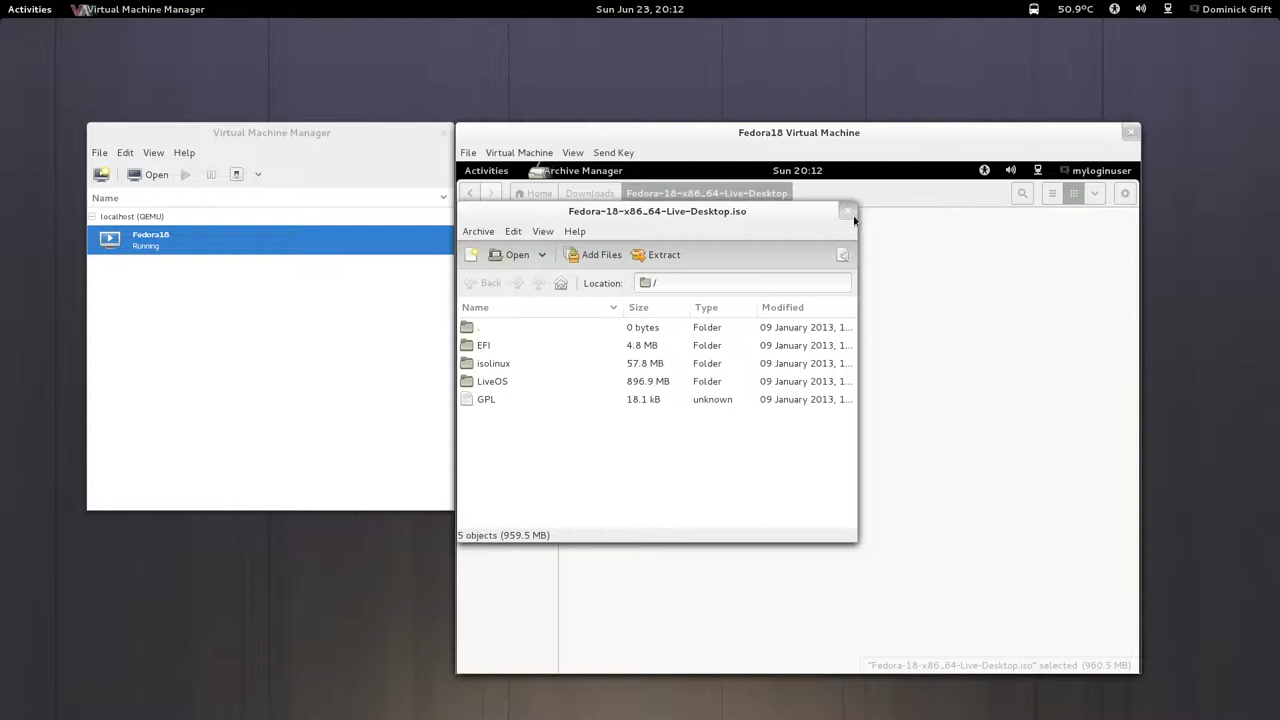 Activities Virtual Machine Manager Sun Jun 23, 20:12 50.9ºC Dominick Grift
Virtual Machine Manager
File Edit View Help
Open
Name
localhost (QEMU)
Fedora18
Running
Fedora18 Virtual Machine
File Virtual Machine View Send Key
Activities Archive Manager Sun 20:12 myloginuser
Home Downloads Fedora-18-x86_64-Live-Desktop
Fedora-18-x86_64-Live-Desktop.iso
Archive Edit View Help
Open Add Files Extract
Back Location: /
Name Size Type Modified
. 0 bytes Folder 09 January 2013, 1...
EFI 4.8 MB Folder 09 January 2013, 1...
isolinux 57.8 MB Folder 09 January 2013, 1...
LiveOS 896.9 MB Folder 09 January 2013, 1...
GPL 18.1 kB unknown 09 January 2013, 1...
5 objects (959.5 MB)
"Fedora-18-x86_64-Live-Desktop.iso" selected (960.5 MB)